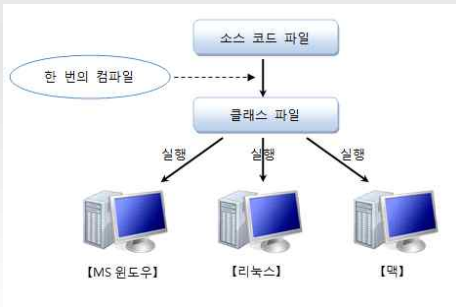 소스 코드 파일
한 번의 컴파일
클래스 파일
실행 실행 실행
【MS 윈도우】 【리눅스】 【맥】